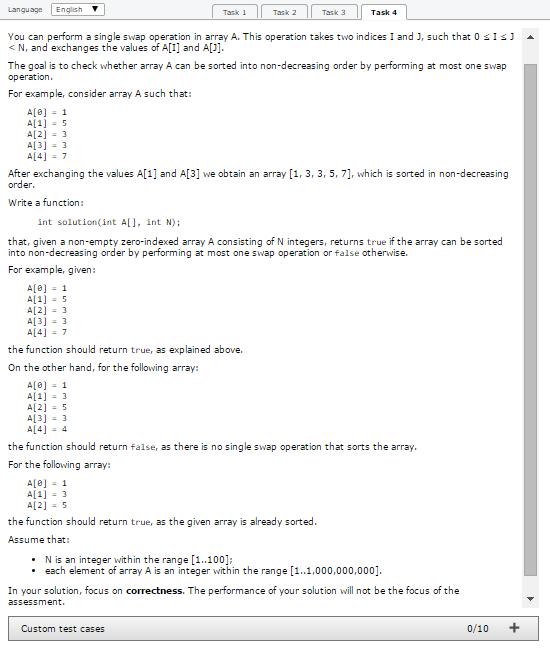 Language English ▼ Task 1 Task 2 Task 3 Task 4
You can perform a single swap operation in array A. This operation takes two indices I and J, such that 0 ≤ I ≤ J
< N, and exchanges the values of A[I] and A[J].
The goal is to check whether array A can be sorted into non-decreasing order by performing at most one swap
operation.
For example, consider array A such that:
A[0] = 1
A[1] = 5
A[2] = 3
A[3] = 3
A[4] = 7
After exchanging the values A[1] and A[3] we obtain an array [1, 3, 3, 5, 7], which is sorted in non-decreasing
order.
Write a function:
int solution(int A[], int N);
that, given a non-empty zero-indexed array A consisting of N integers, returns true if the array can be sorted
into non-decreasing order by performing at most one swap operation or false otherwise.
For example, given:
A[0] = 1
A[1] = 5
A[2] = 3
A[3] = 3
A[4] = 7
the function should return true, as explained above.
On the other hand, for the following array:
A[0] = 1
A[1] = 3
A[2] = 5
A[3] = 3
A[4] = 4
the function should return false, as there is no single swap operation that sorts the array.
For the following array:
A[0] = 1
A[1] = 3
A[2] = 5
the function should return true, as the given array is already sorted.
Assume that:
• N is an integer within the range [1..100];
• each element of array A is an integer within the range [1..1,000,000,000].
In your solution, focus on correctness. The performance of your solution will not be the focus of the
assessment.
Custom test cases 0/10 +